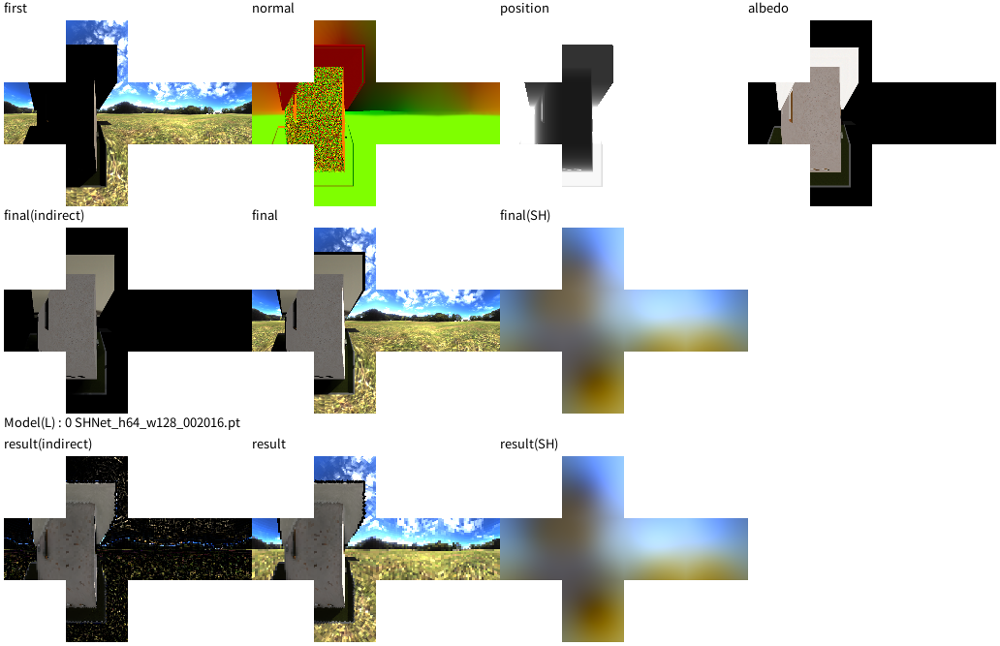 first normal position albedo
final(indirect) final final(SH)
Model(L) : 0 SHNet_h64_w128_002016.pt
result(indirect) result result(SH)